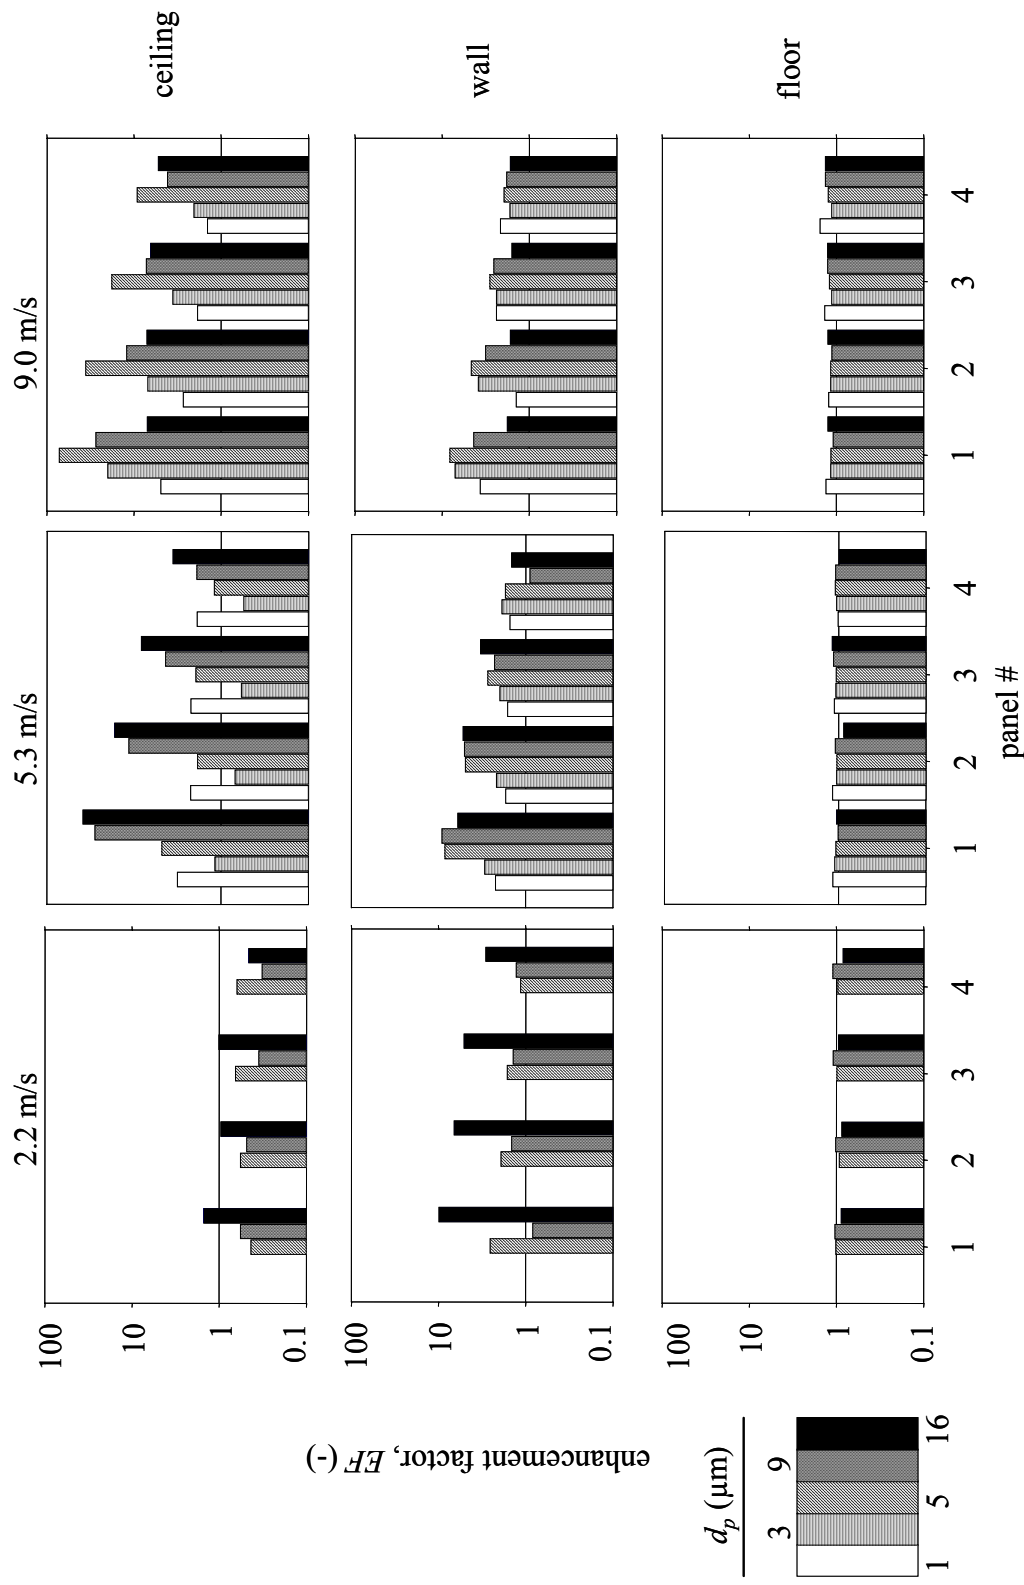 2.2 m/s
5.3 m/s
9.0 m/s
100
10
1
0.1
ceiling
100
10
1
0.1
wall
100
10
1
0.1
floor
1 2 3 4
1 2 3 4
1 2 3 4
panel #
enhancement factor, EF (-)
dp (μm)
3 9
1 5 16